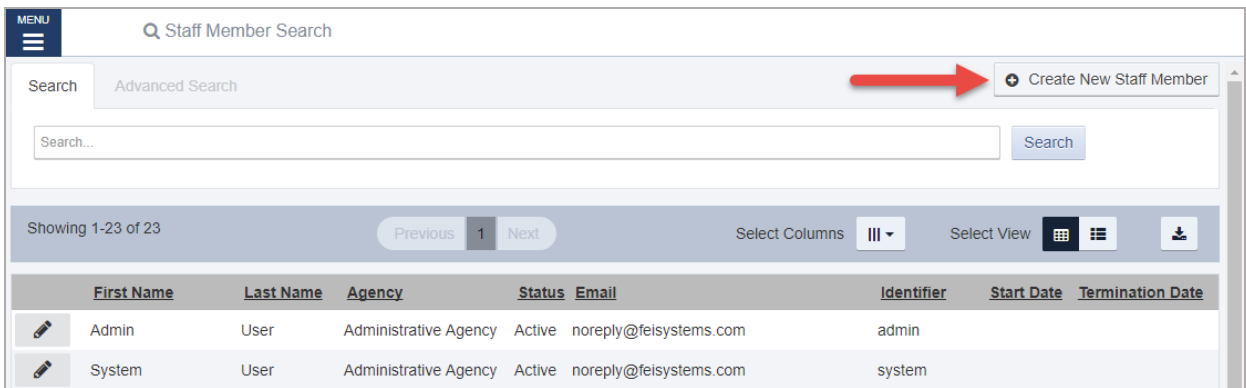 MENU
Staff Member Search
Search Advanced Search Create New Staff Member
Search... Search
Showing 1-23 of 23 Previous 1 Next Select Columns Select View
First Name Last Name Agency Status Email Identifier Start Date Termination Date
Admin User Administrative Agency Active noreply@feisystems.com admin
System User Administrative Agency Active noreply@feisystems.com system